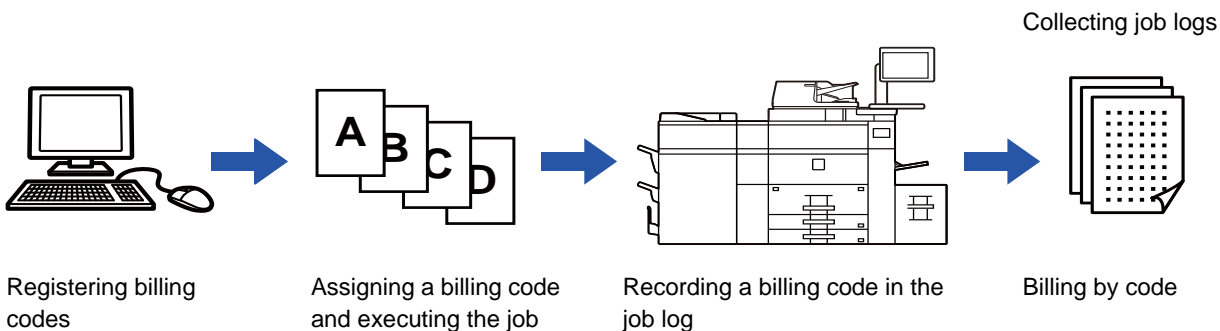 Collecting job logs
A
B
C
D
Registering billing
codes
Assigning a billing code
and executing the job
Recording a billing code in the
job log
Billing by code